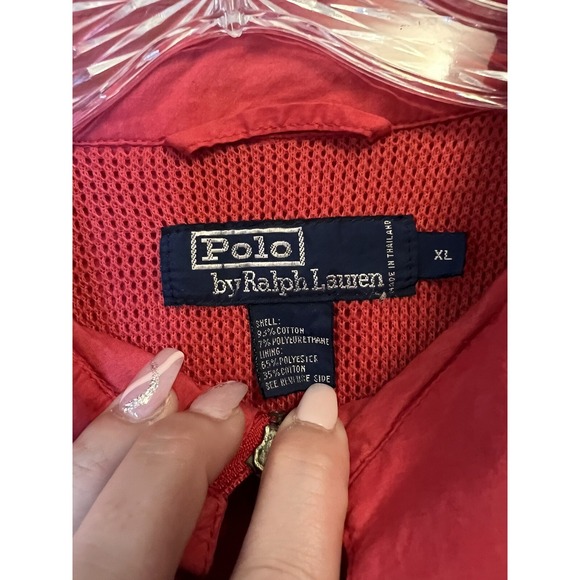 Polo
by Ralph Lauren
MADE IN THAILAND
XL
SHELL:
93% COTTON
7% POLYEURETHANE
LINING:
65% POLYESTER
35% COTTON
SEE REVERSE SIDE